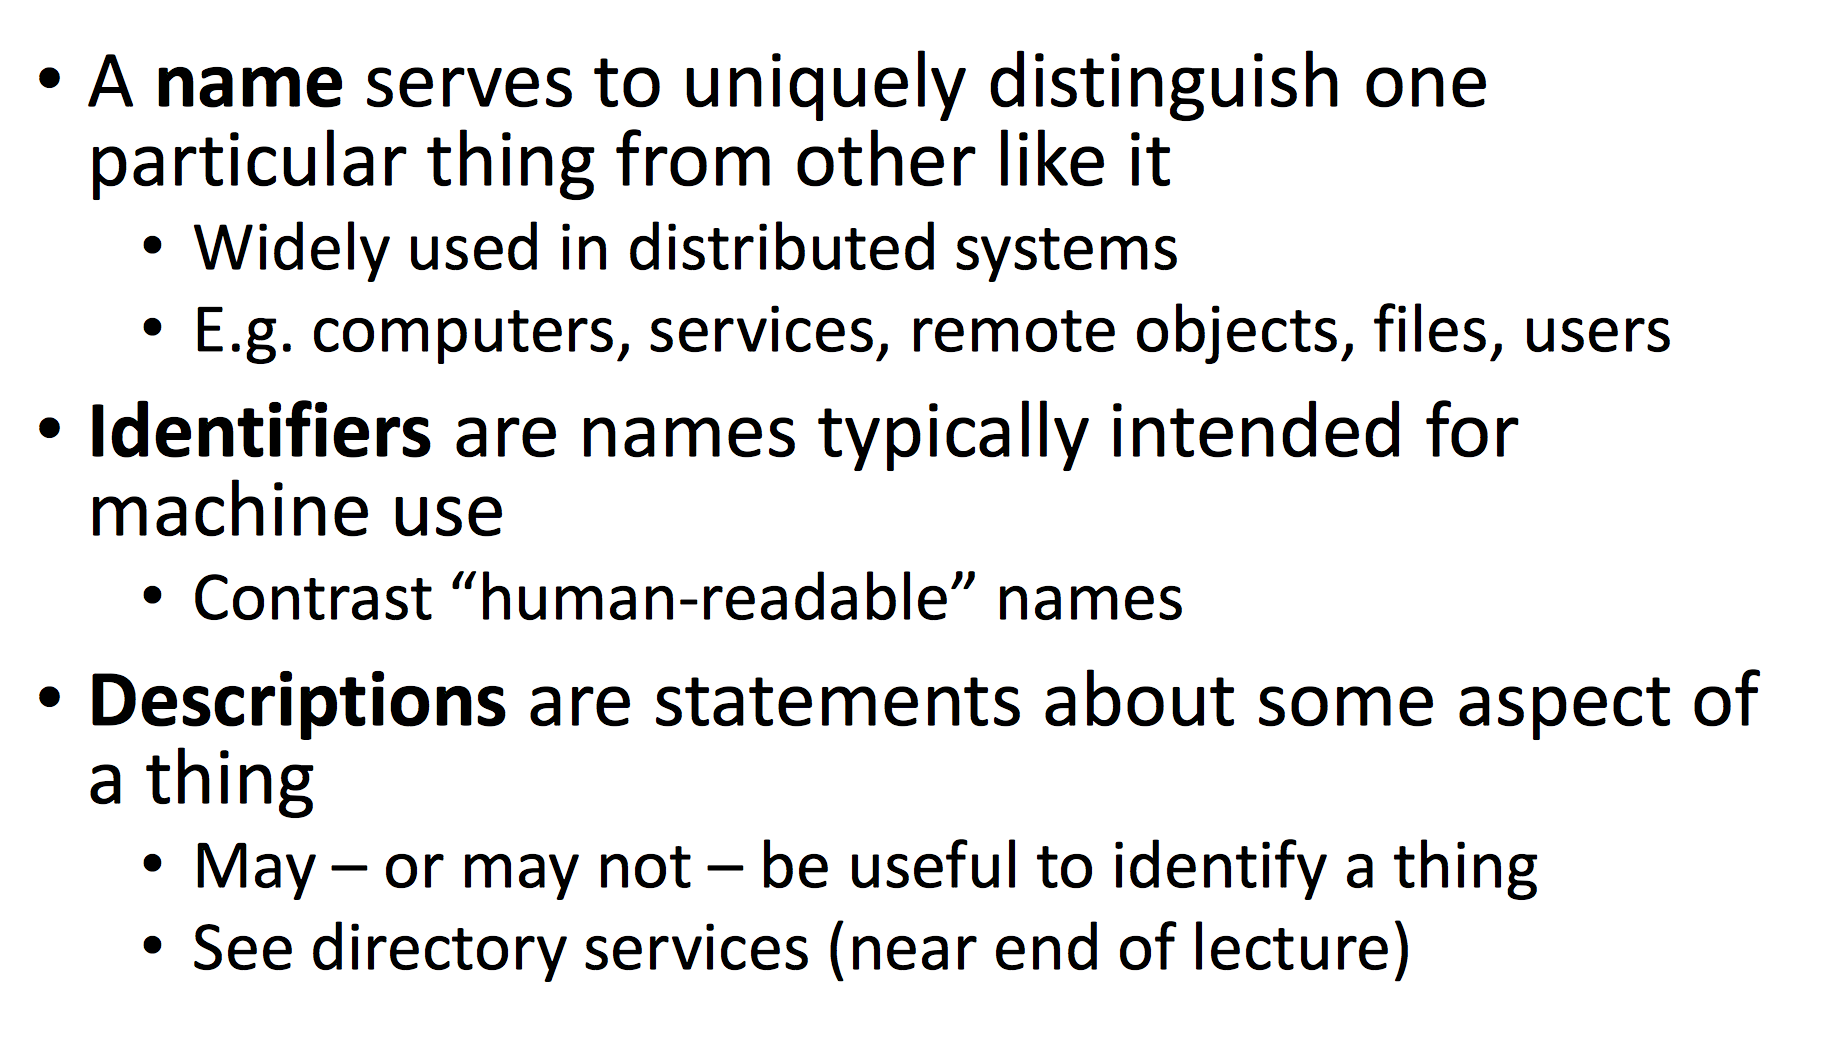 • A name serves to uniquely distinguish one
particular thing from other like it
• Widely used in distributed systems
• E.g. computers, services, remote objects, files, users
• Identifiers are names typically intended for
machine use
• Contrast “human-readable” names
• Descriptions are statements about some aspect of
a thing
• May – or may not – be useful to identify a thing
• See directory services (near end of lecture)